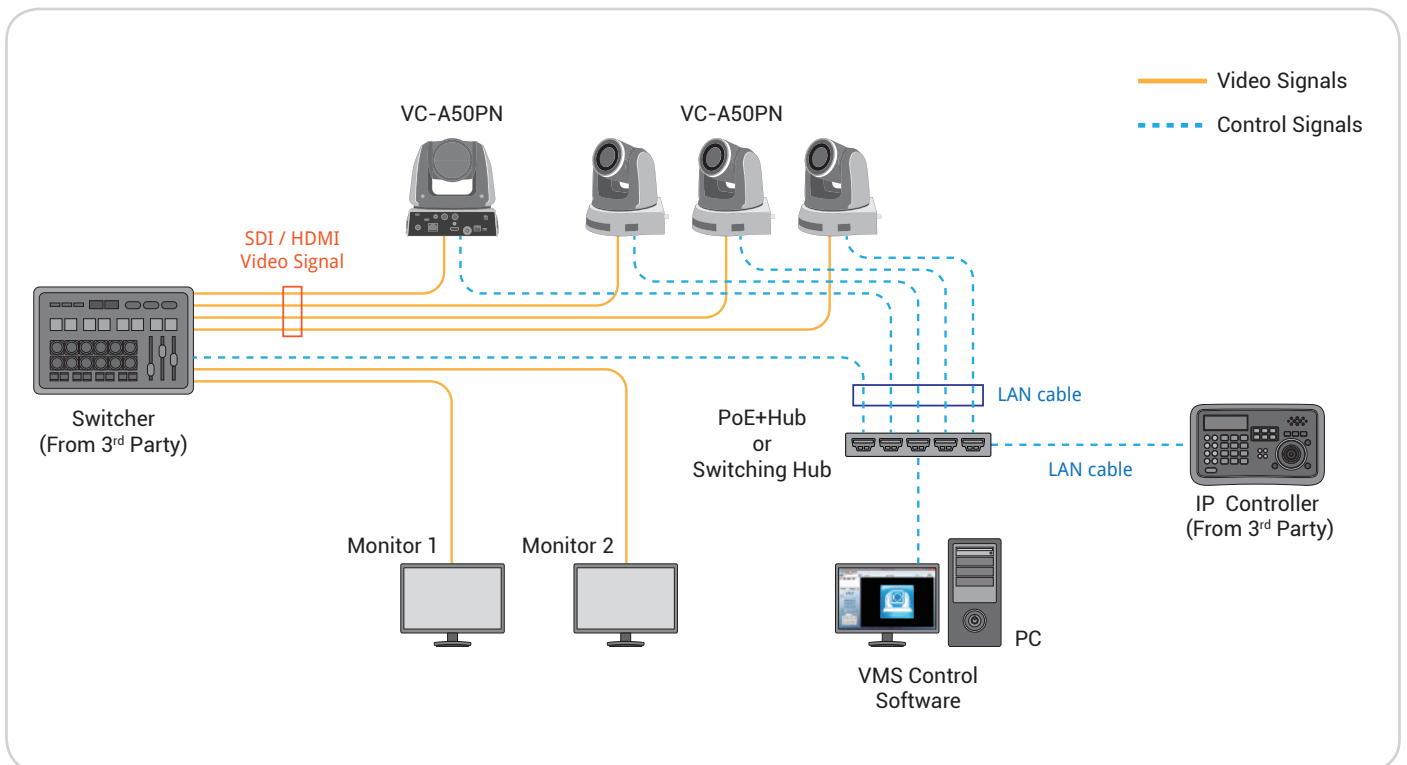 Video Signals
Control Signals
VC-A50PN
VC-A50PN
SDI / HDMI
Video Signal
Switcher
(From 3rd Party)
LAN cable
PoE+Hub
or
Switching Hub
LAN cable
IP Controller
(From 3rd Party)
Monitor 1
Monitor 2
PC
VMS Control
Software